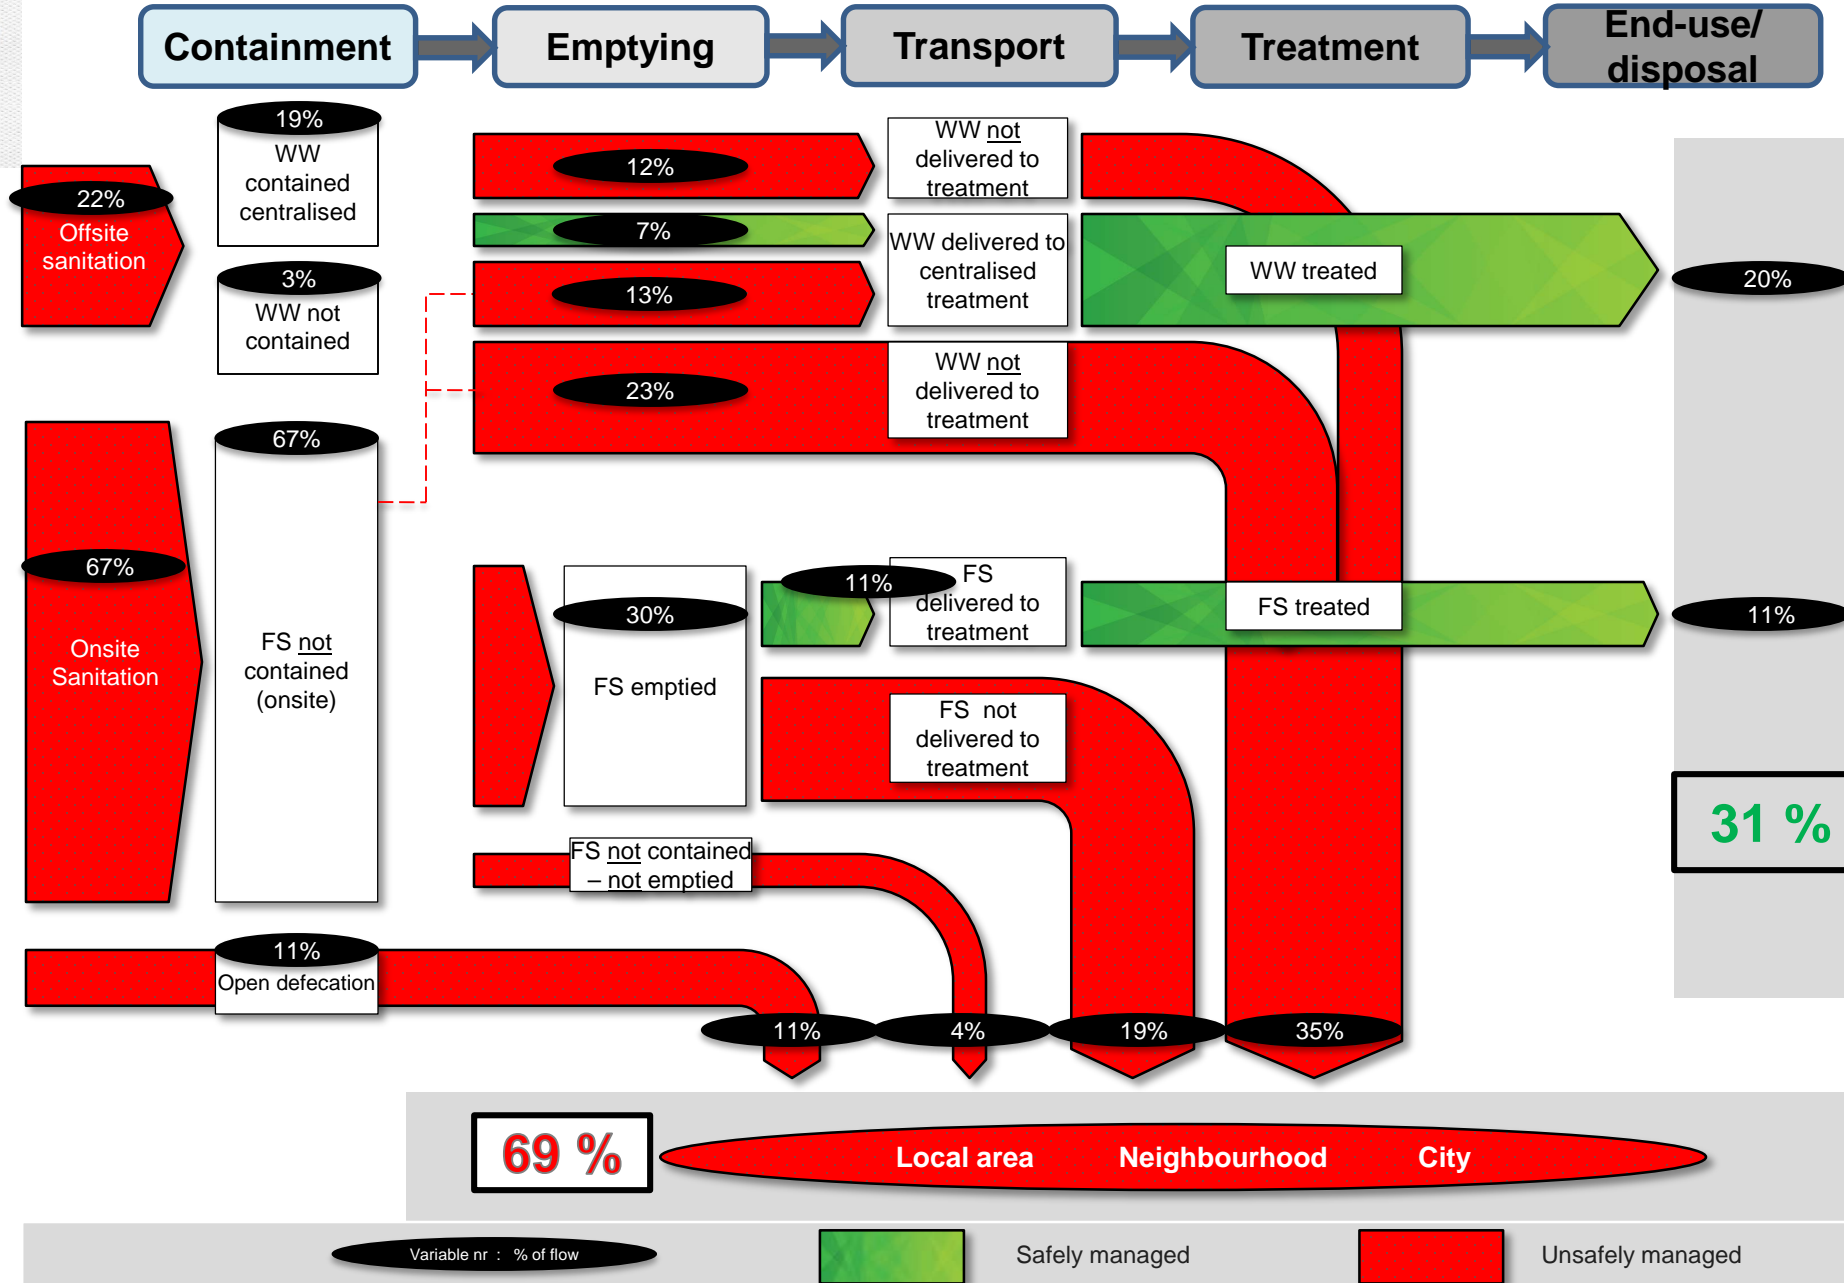 Containment
Emptying
Transport
Treatment
End-use/
disposal
19%
WW
contained
centralised
22%
Offsite
sanitation
3%
WW not
contained
12%
WW not
delivered to
treatment
7%
13%
WW delivered to
centralised
treatment
WW treated
20%
23%
WW not
delivered to
treatment
67%
Onsite
Sanitation
67%
FS not
contained
(onsite)
30%
FS emptied
11%
FS
delivered to
treatment
FS treated
11%
FS not
delivered to
treatment
31 %
FS not contained
– not emptied
11%
Open defecation
11%
4%
19%
35%
69 %
Local area
Neighbourhood
City
Variable nr : % of flow
Safely managed
Unsafely managed